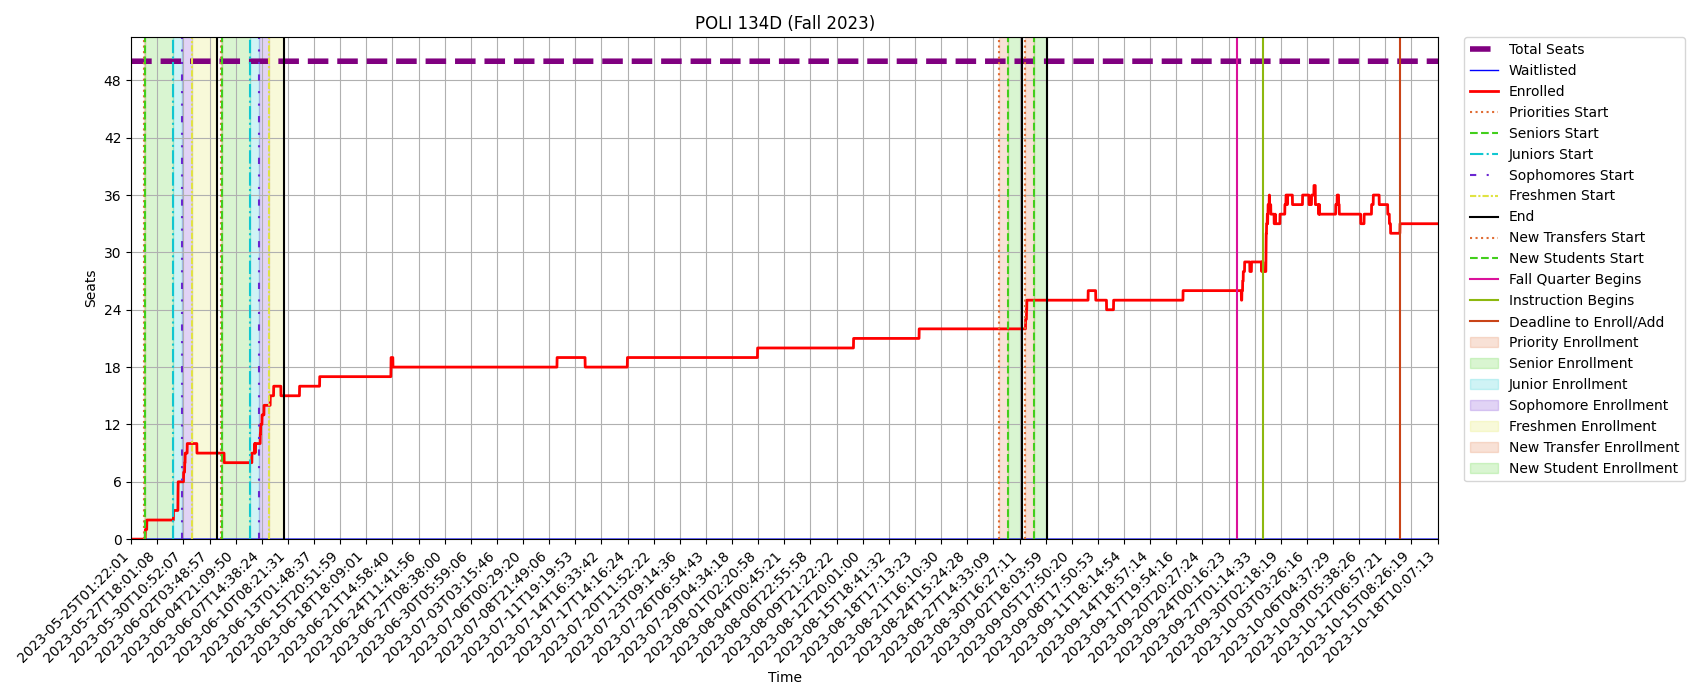 POLI 134D (Fall 2023)
Seats
48
42
36
30
24
18
12
6
0
2023-05-25T01:22:01
2023-05-27T18:01:08
2023-05-30T10:52:07
2023-06-02T03:48:57
2023-06-04T21:09:50
2023-06-07T14:38:24
2023-06-10T08:21:31
2023-06-13T01:48:37
2023-06-15T20:51:59
2023-06-18T18:09:01
2023-06-21T14:58:40
2023-06-24T11:41:56
2023-06-27T08:38:00
2023-06-30T05:59:06
2023-07-03T03:15:46
2023-07-06T00:29:20
2023-07-08T21:49:06
2023-07-11T19:19:53
2023-07-14T16:33:42
2023-07-17T14:16:24
2023-07-20T11:52:22
2023-07-23T09:14:36
2023-07-26T06:54:43
2023-07-29T04:34:18
2023-08-01T02:20:58
2023-08-04T00:45:21
2023-08-06T22:55:58
2023-08-09T21:22:22
2023-08-12T20:01:00
2023-08-15T18:41:32
2023-08-18T17:13:23
2023-08-21T16:10:30
2023-08-24T15:24:28
2023-08-27T14:33:09
2023-08-30T16:27:11
2023-09-02T18:03:59
2023-09-05T17:50:20
2023-09-08T17:50:53
2023-09-11T18:14:54
2023-09-14T18:57:14
2023-09-17T19:54:16
2023-09-20T20:27:24
2023-09-24T00:16:23
2023-09-27T01:14:33
2023-09-30T02:18:19
2023-10-03T03:26:16
2023-10-06T04:37:29
2023-10-09T05:38:26
2023-10-12T06:57:21
2023-10-15T08:26:19
2023-10-18T10:07:13
Time
Total Seats
Waitlisted
Enrolled
Priorities Start
Seniors Start
Juniors Start
Sophomores Start
Freshmen Start
End
New Transfers Start
New Students Start
Fall Quarter Begins
Instruction Begins
Deadline to Enroll/Add
Priority Enrollment
Senior Enrollment
Junior Enrollment
Sophomore Enrollment
Freshmen Enrollment
New Transfer Enrollment
New Student Enrollment